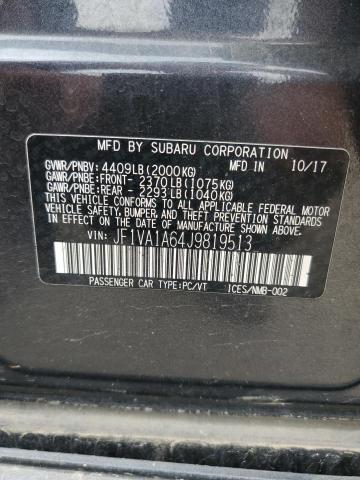 MFD BY SUBARU CORPORATION
GVWR/PNBV: 4409LB(2000KG) MFD IN 10/17
GAWR/PNBE:FRONT- 2370LB(1075KG)
GAWR/PNBE:REAR - 2293LB(1040KG)
THIS VEHICLE CONFORMS TO ALL APPLICABLE FEDERAL MOTOR
VEHICLE SAFETY, BUMPER, AND THEFT PREVENTION STANDARDS
IN EFFECT ON THE DATE OF MANUFACTURE SHOWN ABOVE.
VIN: JF1VA1A64J9819513
PASSENGER CAR TYPE:PC/VT ICES/NMB-002